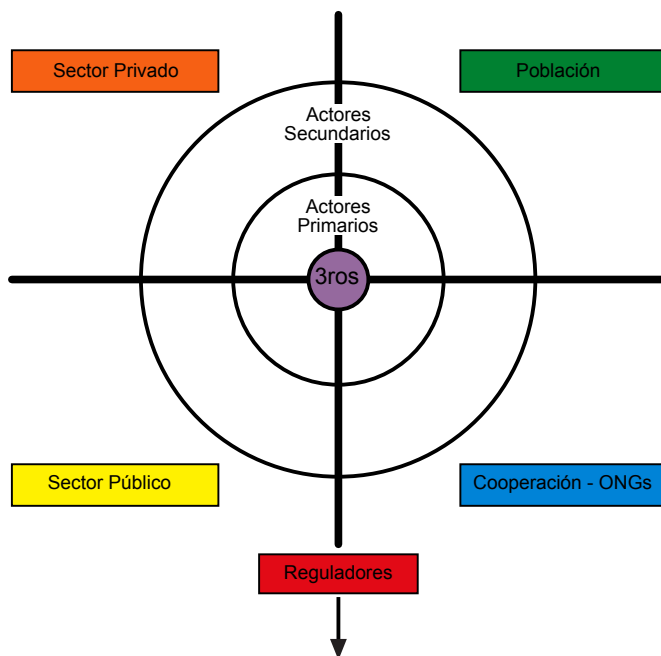 Sector Privado
Población
Actores
Secundarios
Actores
Primarios
3ros
Sector Público
Cooperación - ONGs
Reguladores